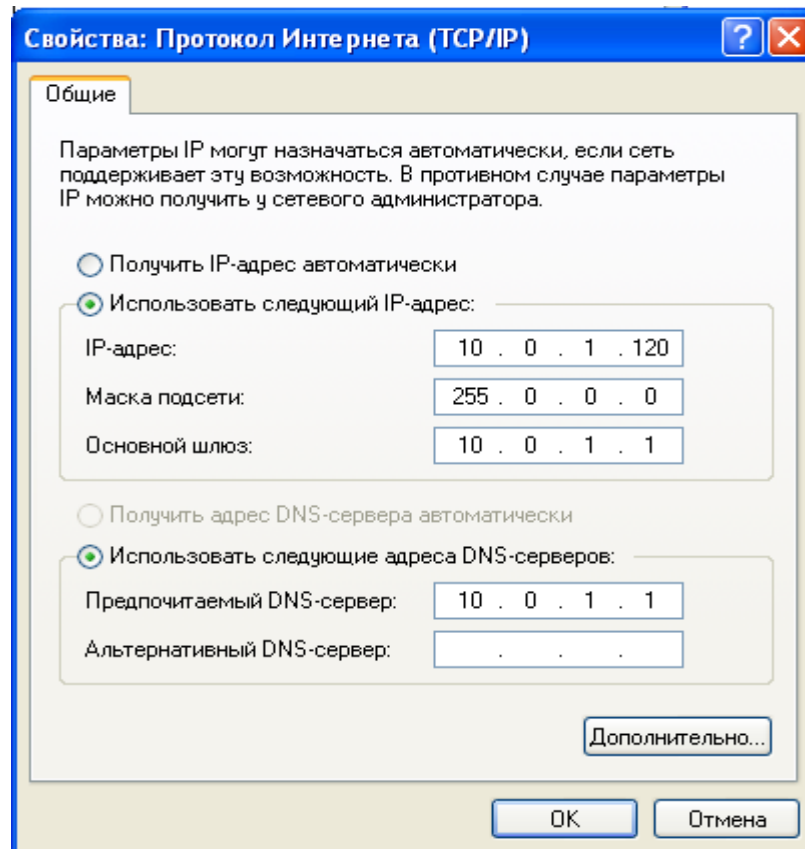 Свойства: Протокол Интернета (TCP/IP)
Общие
Параметры IP могут назначаться автоматически, если сеть
поддерживает эту возможность. В противном случае параметры
IP можно получить у сетевого администратора.
Получить IP-адрес автоматически
Использовать следующий IP-адрес:
IP-адрес: 10 . 0 . 1 . 120
Маска подсети: 255 . 0 . 0 . 0
Основной шлюз: 10 . 0 . 1 . 1
Получить адрес DNS-сервера автоматически
Использовать следующие адреса DNS-серверов:
Предпочитаемый DNS-сервер: 10 . 0 . 1 . 1
Альтернативный DNS-сервер: . . .
Дополнительно...
OK Отмена